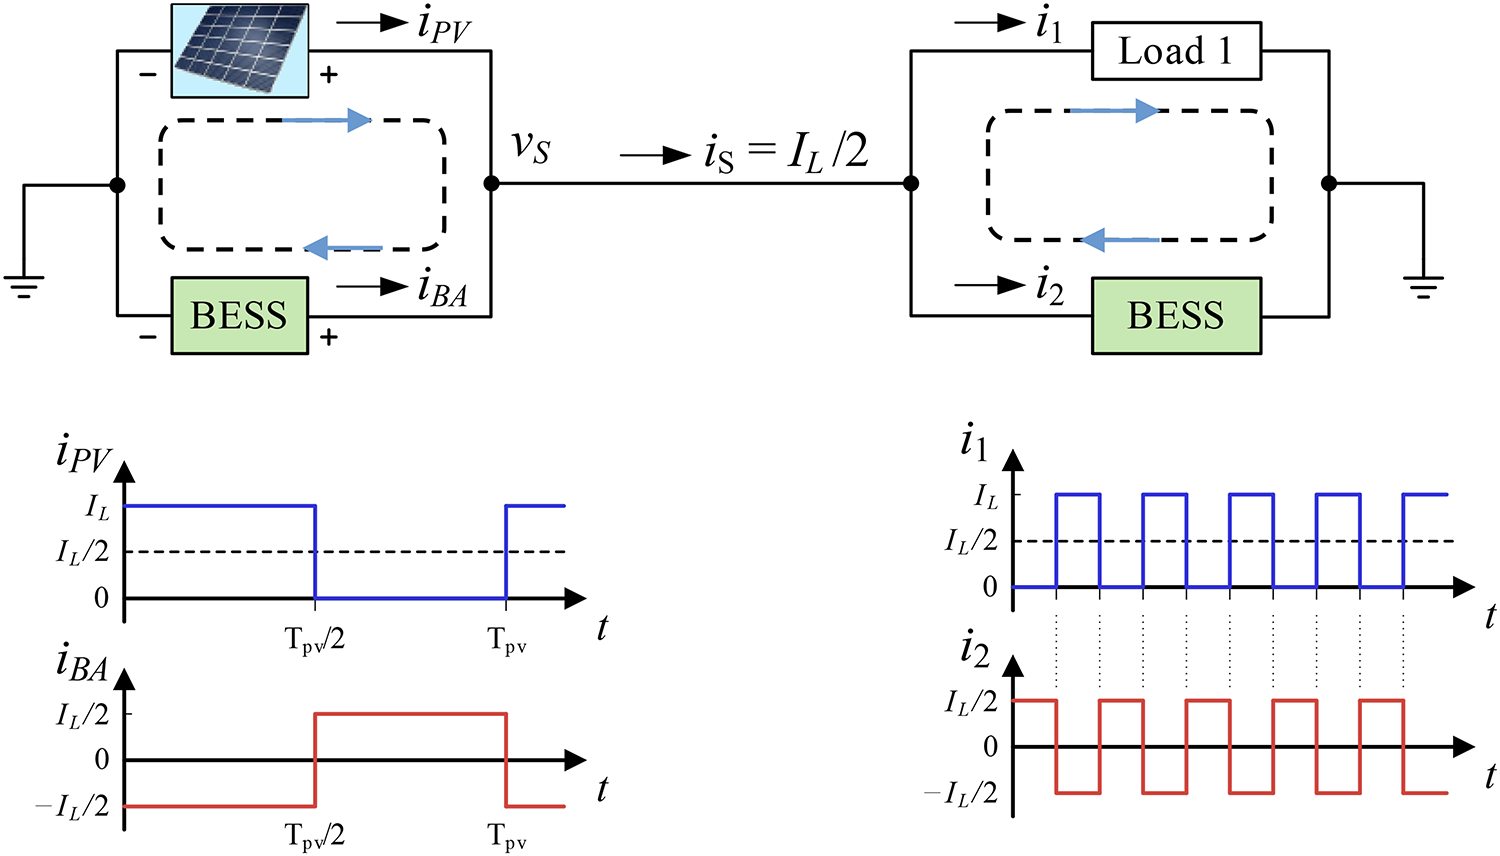 i_PV
− +
v_S
i_BA
BESS
− +
i_S = I_L/2
i_1
Load 1
i_2
BESS
i_PV
I_L
I_L/2
0
T_pv/2 T_pv
t
i_BA
I_L/2
0
−I_L/2
T_pv/2 T_pv
t
i_1
I_L
I_L/2
0
t
i_2
I_L/2
0
−I_L/2
t